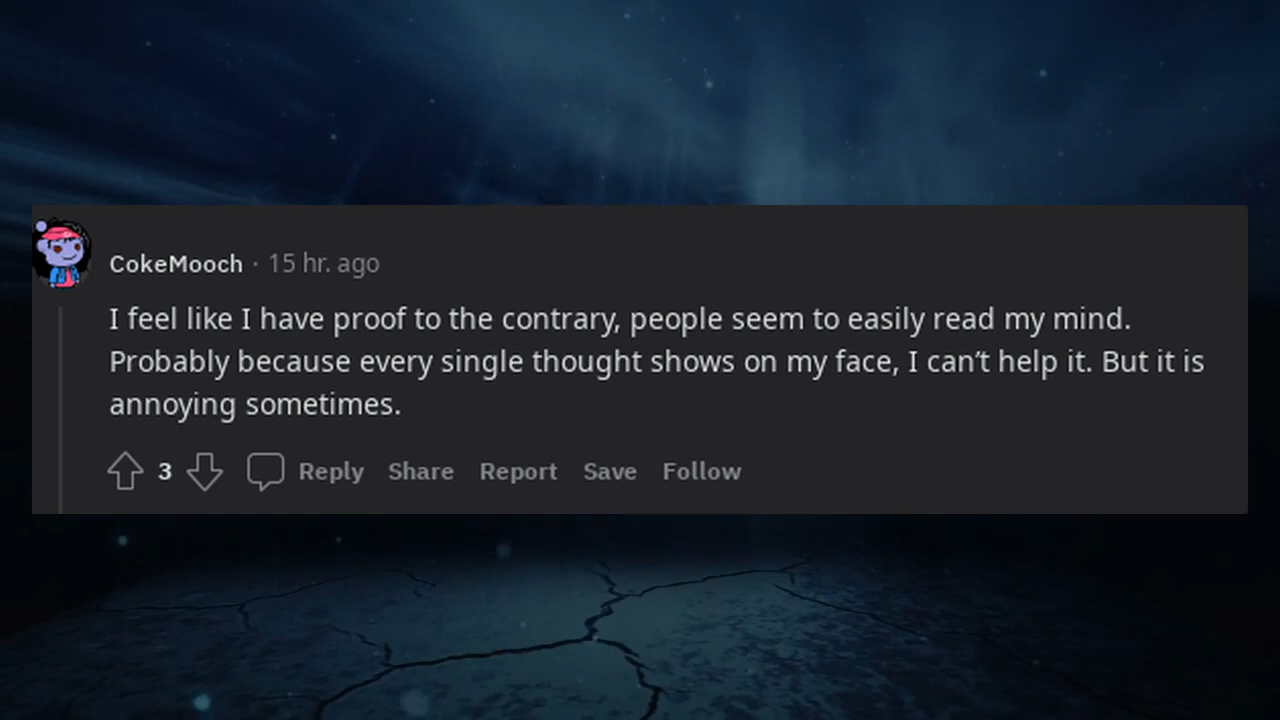 CokeMooch · 15 hr. ago
I feel like I have proof to the contrary, people seem to easily read my mind.
Probably because every single thought shows on my face, I can't help it. But it is
annoying sometimes.
3 Reply Share Report Save Follow